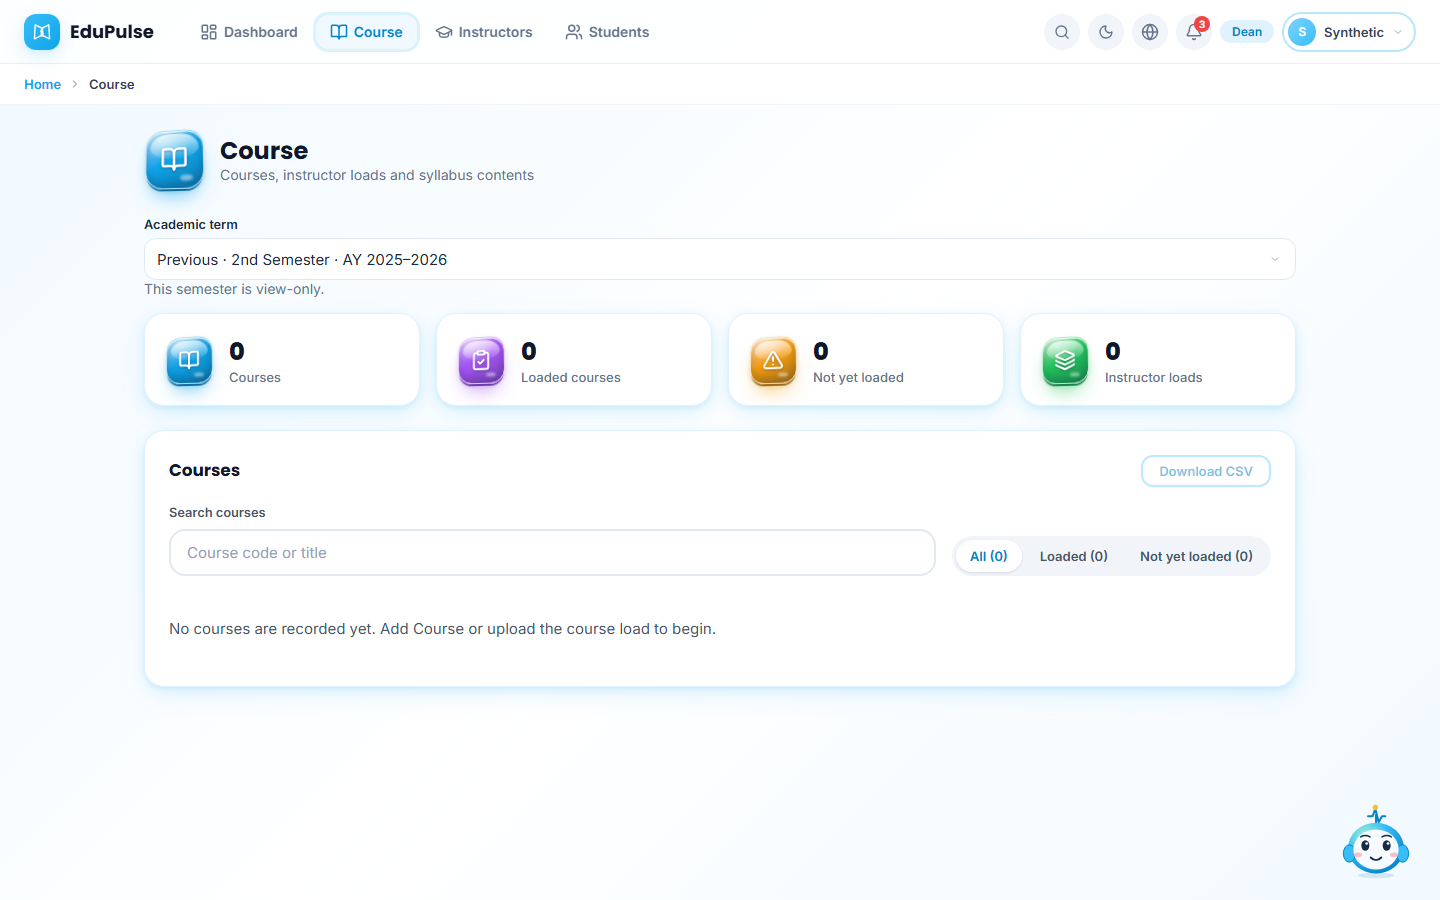 EduPulse
Dashboard
Course
Instructors
Students
3
Dean
S
Synthetic
Home
Course
Course
Courses, instructor loads and syllabus contents
Academic term
Previous · 2nd Semester · AY 2025–2026
This semester is view-only.
0
Courses
0
Loaded courses
0
Not yet loaded
0
Instructor loads
Courses
Download CSV
Search courses
Course code or title
All (0)
Loaded (0)
Not yet loaded (0)
No courses are recorded yet. Add Course or upload the course load to begin.